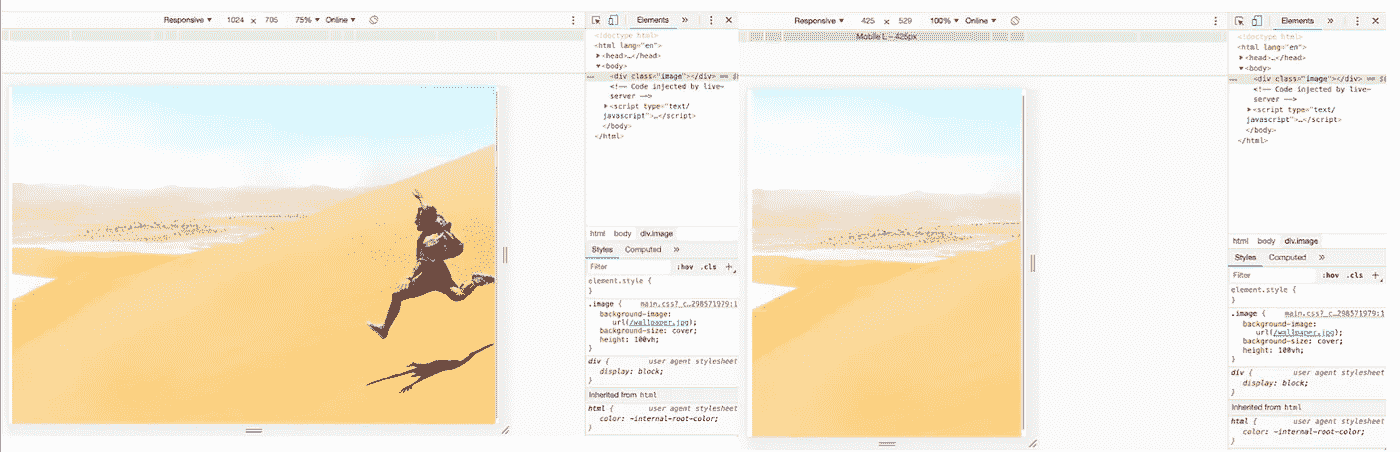 Responsive ▼ 1024 × 705 75% ▼ Online ▼
Elements »
<!doctype html>
<html lang="en">
▶<head>…</head>
▼<body>
… <div class="image"></div> ==
<!-- Code injected by live-
server -->
▶<script type="text/
javascript">…</script>
</body>
</html>
html body div.image
Styles Computed »
Filter :hov .cls +
element.style {
}
.image { main.css?_c…298571979:1
background-image:
url(/wallpaper.jpg);
background-size: cover;
height: 100vh;
}
div { user agent stylesheet
display: block;
}
Inherited from html
html { user agent stylesheet
color: -internal-root-color;
}
Responsive ▼ 425 × 529 100% ▼ Online ▼
Mobile L – 425px
Elements »
<!doctype html>
<html lang="en">
▶<head>…</head>
▼<body>
… <div class="image"></div> ==
<!-- Code injected by live-
server -->
▶<script type="text/
javascript">…</script>
</body>
</html>
html body div.image
Styles Computed »
Filter :hov .cls +
element.style {
}
.image { main.css?_c…298571979:1
background-image:
url(/wallpaper.jpg);
background-size: cover;
height: 100vh;
}
div { user agent stylesheet
display: block;
}
Inherited from html
html { user agent stylesheet
color: -internal-root-color;
}